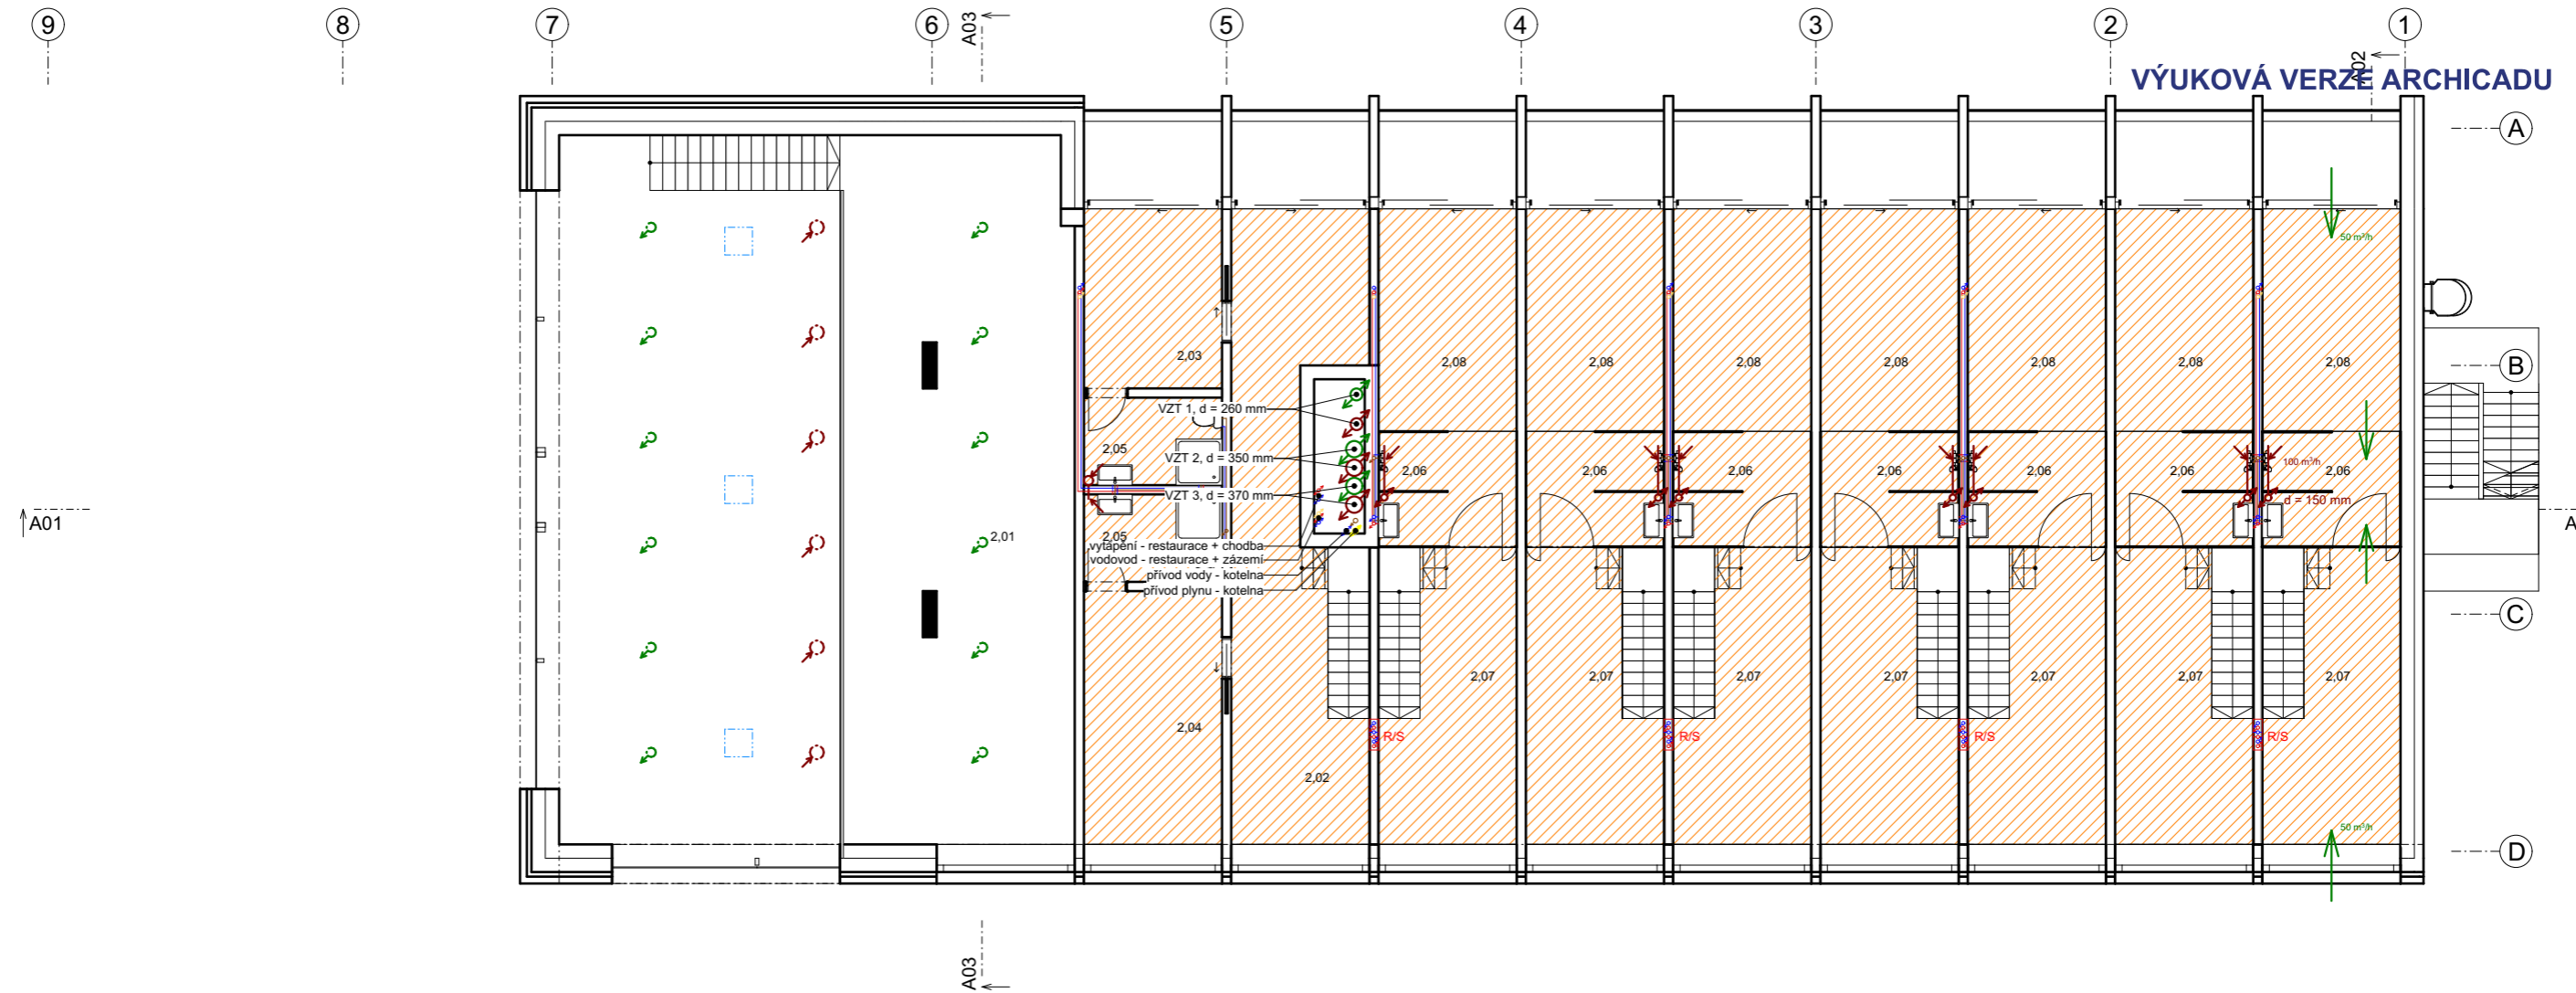 9
8
7
6
A03
5
4
3
2
1
A02
VÝUKOVÁ VERZE ARCHICADU
A
50 m³/h
2,03
2,08
2,08
2,08
2,08
2,08
2,08
2,08
B
VZT 1, d = 260 mm
2,05
VZT 2, d = 350 mm
2,06
2,06
2,06
2,06
2,06
2,06
100 m³/h
2,06
VZT 3, d = 370 mm
d = 150 mm
A01
A
2,01
2,05
vytápění - restaurace + chodba
vodovod - restaurace + zázemí
přívod vody - kotelna
přívod plynu - kotelna
C
2,07
2,07
2,07
2,07
2,07
2,07
2,07
2,04
R/S
R/S
R/S
R/S
2,02
50 m³/h
D
A03